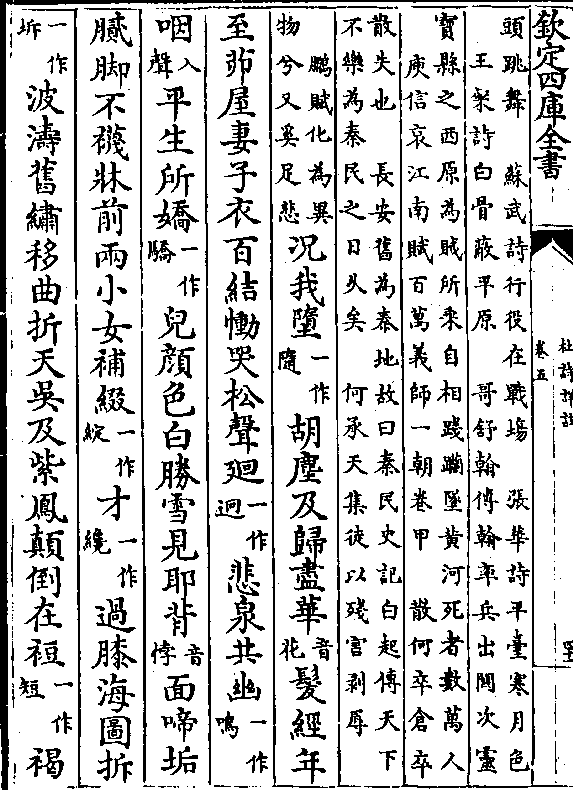 欽定四庫全書
杜詩詳註
卷五
頭跳舞　蘇武詩行役在戰場　張華詩平臺寒月色
王粲詩白骨蔽平原　哥舒翰傳翰率兵出關次靈
寶縣之西原為賊所乘自相踐蹂墜黃河死者數萬人
庾信哀江南賦百萬義師一朝卷甲　散何卒倉卒
散失也　長安舊為秦地故曰秦民史記白起傳天下
不樂為秦民之日久矣　何承天集徒以殘害剥辱
鵬賦化為異物兮又奚足悲況我墮一作隨胡塵及歸盡華音花髮經年
至茆屋妻子衣百結慟哭松聲迴一作迥悲泉共幽一作鳴
咽入聲平生所嬌一作驕兒顔色白勝雪見耶背音悖面啼垢
膩脚不襪牀前兩小女補綴一作綻才一作纔過膝海圖折
一作坼波濤舊繡移曲折天吳及紫鳳顛倒在裋一作短褐